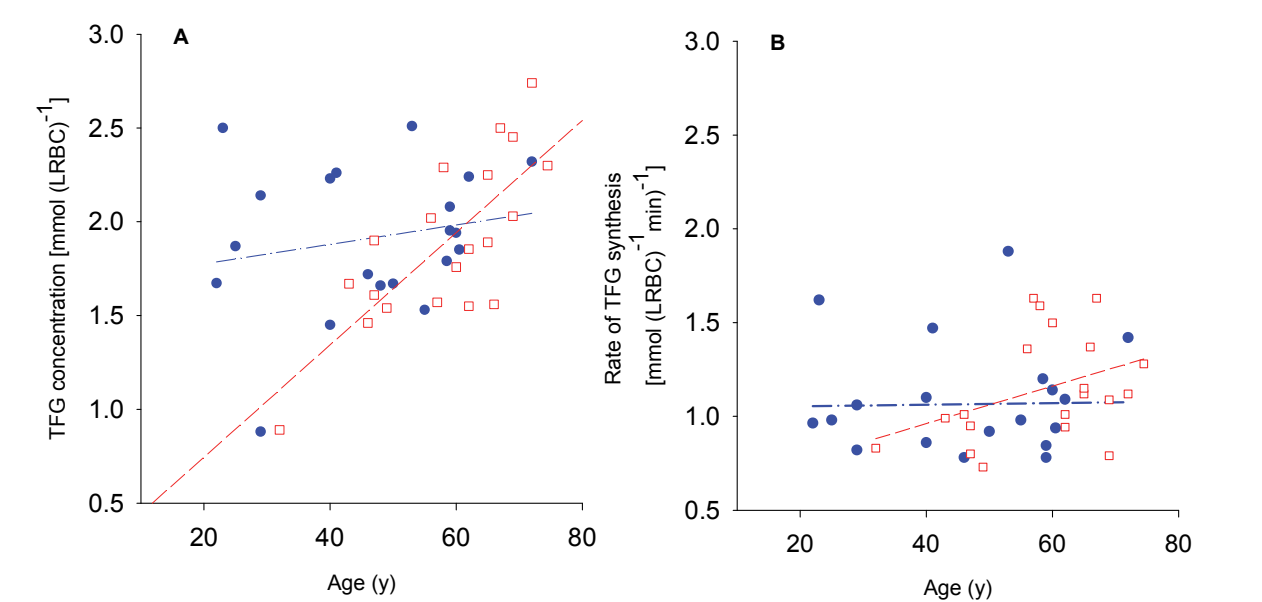 A
3.0
2.5
2.0
1.5
1.0
0.5
TFG concentration [mmol (LRBC)-1]
20 40 60 80
Age (y)
B
3.0
2.5
2.0
1.5
1.0
0.5
Rate of TFG synthesis
[mmol (LRBC)-1 min)-1]
20 40 60 80
Age (y)